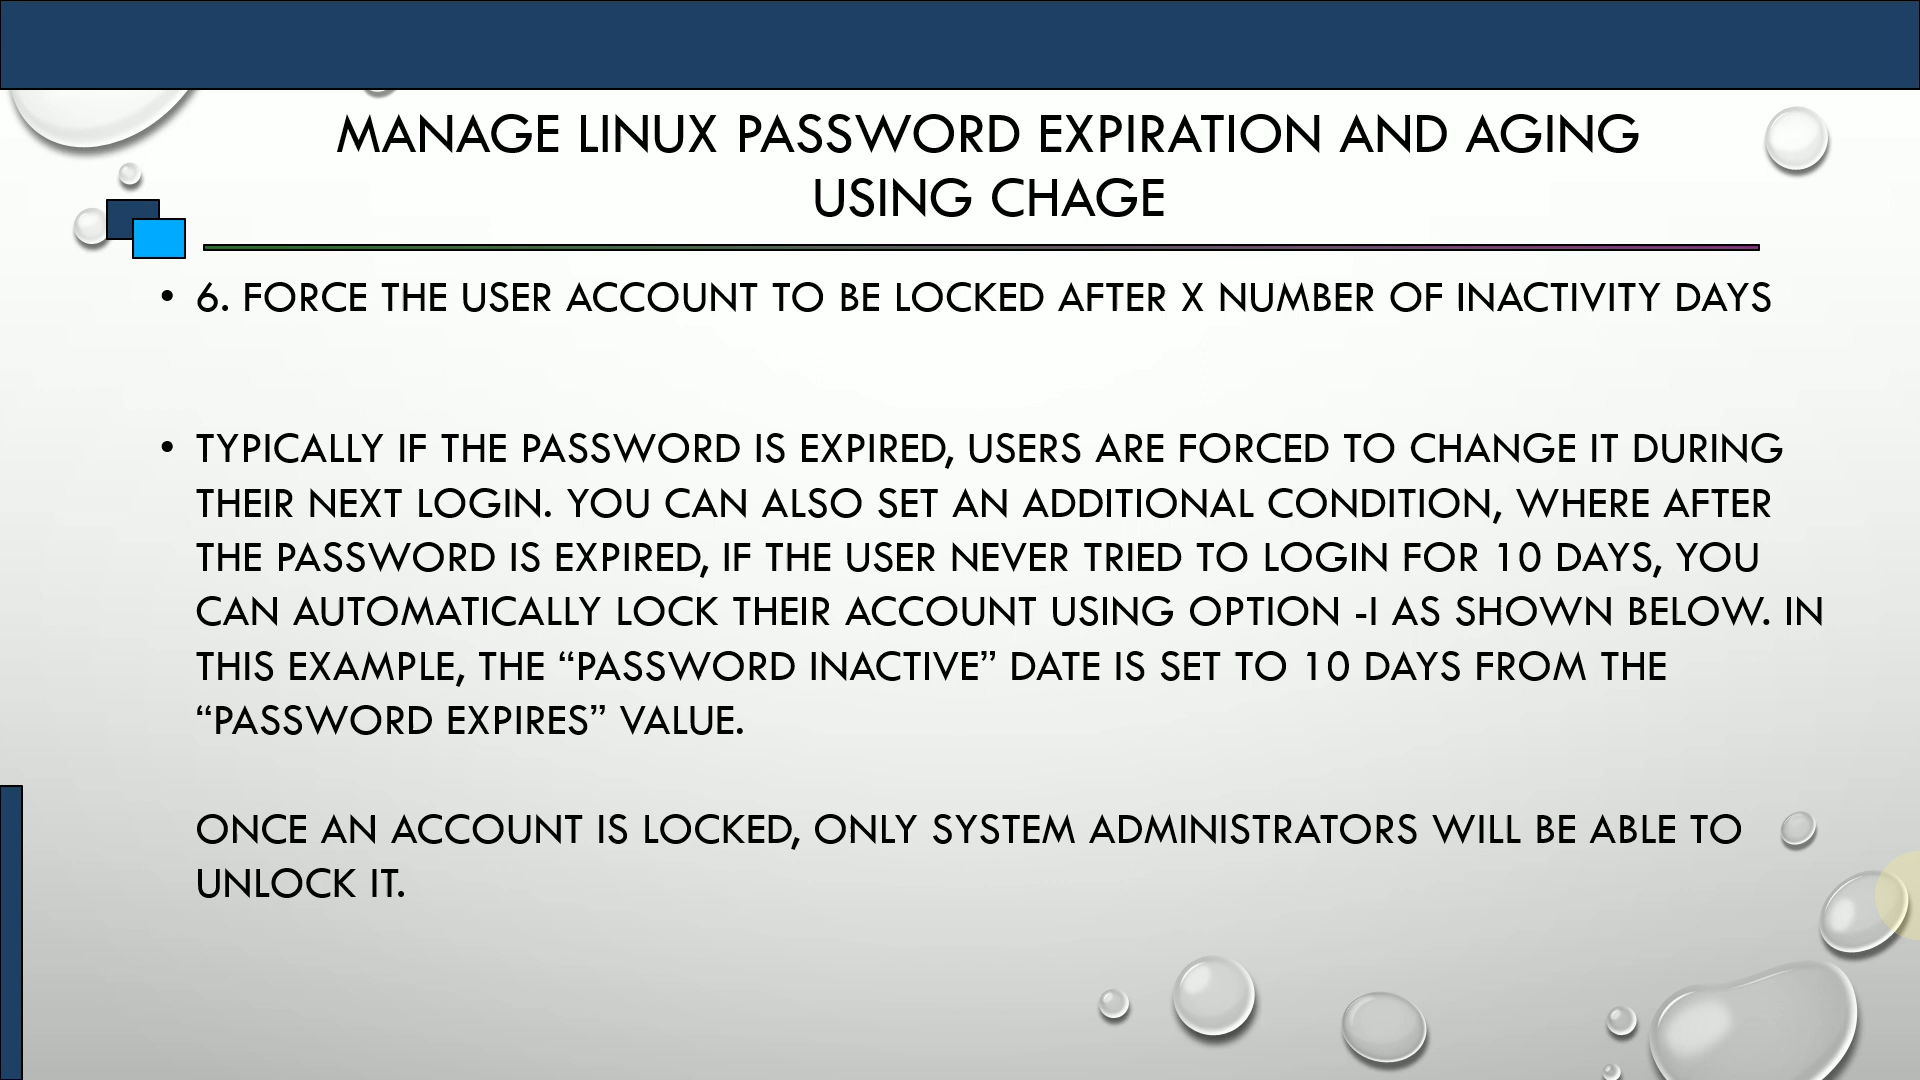 MANAGE LINUX PASSWORD EXPIRATION AND AGING
USING CHAGE
• 6. FORCE THE USER ACCOUNT TO BE LOCKED AFTER X NUMBER OF INACTIVITY DAYS
• TYPICALLY IF THE PASSWORD IS EXPIRED, USERS ARE FORCED TO CHANGE IT DURING
THEIR NEXT LOGIN. YOU CAN ALSO SET AN ADDITIONAL CONDITION, WHERE AFTER
THE PASSWORD IS EXPIRED, IF THE USER NEVER TRIED TO LOGIN FOR 10 DAYS, YOU
CAN AUTOMATICALLY LOCK THEIR ACCOUNT USING OPTION -I AS SHOWN BELOW. IN
THIS EXAMPLE, THE “PASSWORD INACTIVE” DATE IS SET TO 10 DAYS FROM THE
“PASSWORD EXPIRES” VALUE.
ONCE AN ACCOUNT IS LOCKED, ONLY SYSTEM ADMINISTRATORS WILL BE ABLE TO
UNLOCK IT.